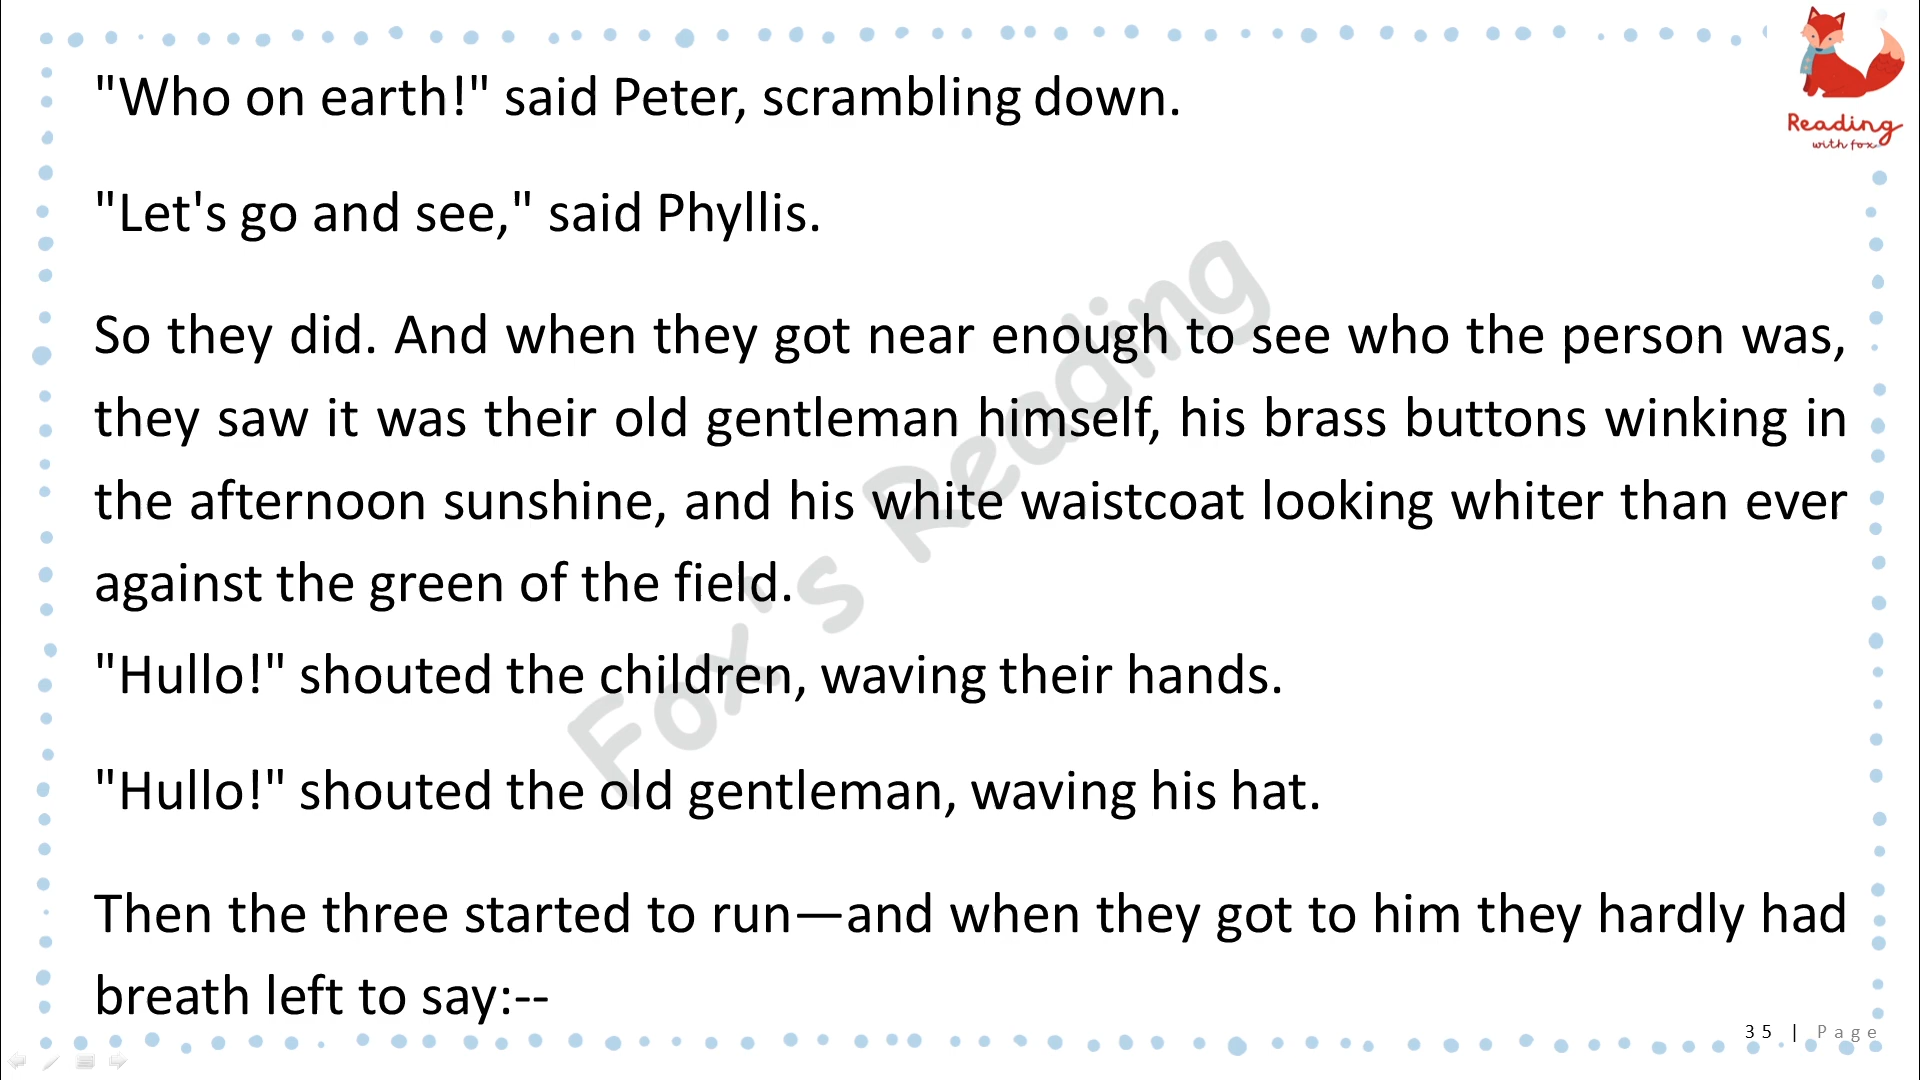 "Who on earth!" said Peter, scrambling down.
Reading
with fox
"Let's go and see," said Phyllis.
So they did. And when they got near enough to see who the person was,
they saw it was their old gentleman himself, his brass buttons winking in
the afternoon sunshine, and his white waistcoat looking whiter than ever
against the green of the field.
"Hullo!" shouted the children, waving their hands.
"Hullo!" shouted the old gentleman, waving his hat.
Then the three started to run—and when they got to him they hardly had
breath left to say:--
Fox's Reading
35 | Page